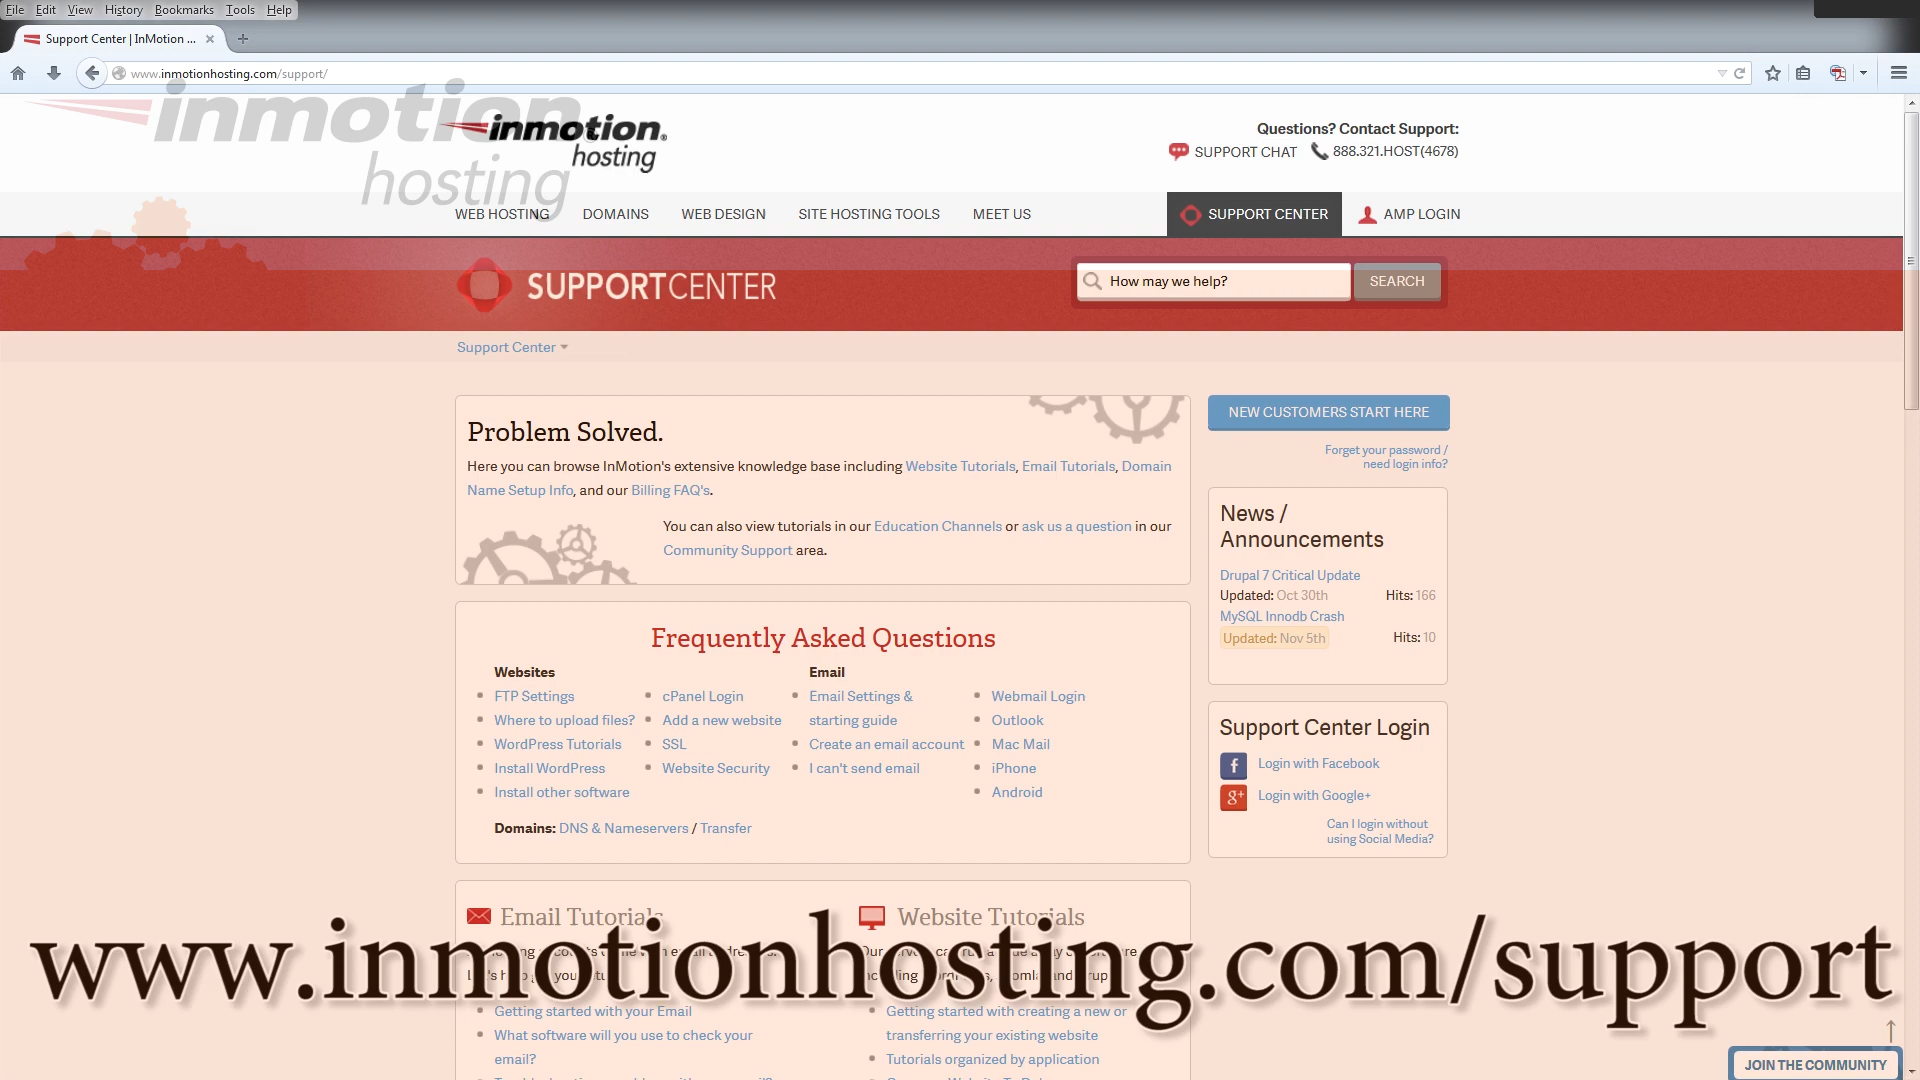 File Edit View History Bookmarks Tools Help
Support Center | InMotion ...
www.inmotionhosting.com/support/
inmotion
hosting
inmotion®
hosting
Questions? Contact Support:
SUPPORT CHAT 888.321.HOST(4678)
WEB HOSTING DOMAINS WEB DESIGN SITE HOSTING TOOLS MEET US SUPPORT CENTER AMP LOGIN
SUPPORTCENTER
How may we help? SEARCH
Support Center
Problem Solved.
Here you can browse InMotion's extensive knowledge base including Website Tutorials, Email Tutorials, Domain
Name Setup Info, and our Billing FAQ's.
You can also view tutorials in our Education Channels or ask us a question in our
Community Support area.
NEW CUSTOMERS START HERE
Forget your password /
need login info?
News /
Announcements
Drupal 7 Critical Update
Updated: Oct 30th Hits: 166
MySQL Innodb Crash
Updated: Nov 5th Hits: 10
Frequently Asked Questions
Websites Email
FTP Settings cPanel Login Email Settings & Webmail Login
Where to upload files? Add a new website starting guide Outlook
WordPress Tutorials SSL Create an email account Mac Mail
Install WordPress Website Security I can't send email iPhone
Install other software Android
Domains: DNS & Nameservers / Transfer
Support Center Login
f Login with Facebook
g+ Login with Google+
Can I login without
using Social Media?
Email Tutorials Website Tutorials
www.inmotionhosting.com/support
Getting started with your Email
What software will you use to check your
email?
Getting started with creating a new or
transferring your existing website
Tutorials organized by application
JOIN THE COMMUNITY